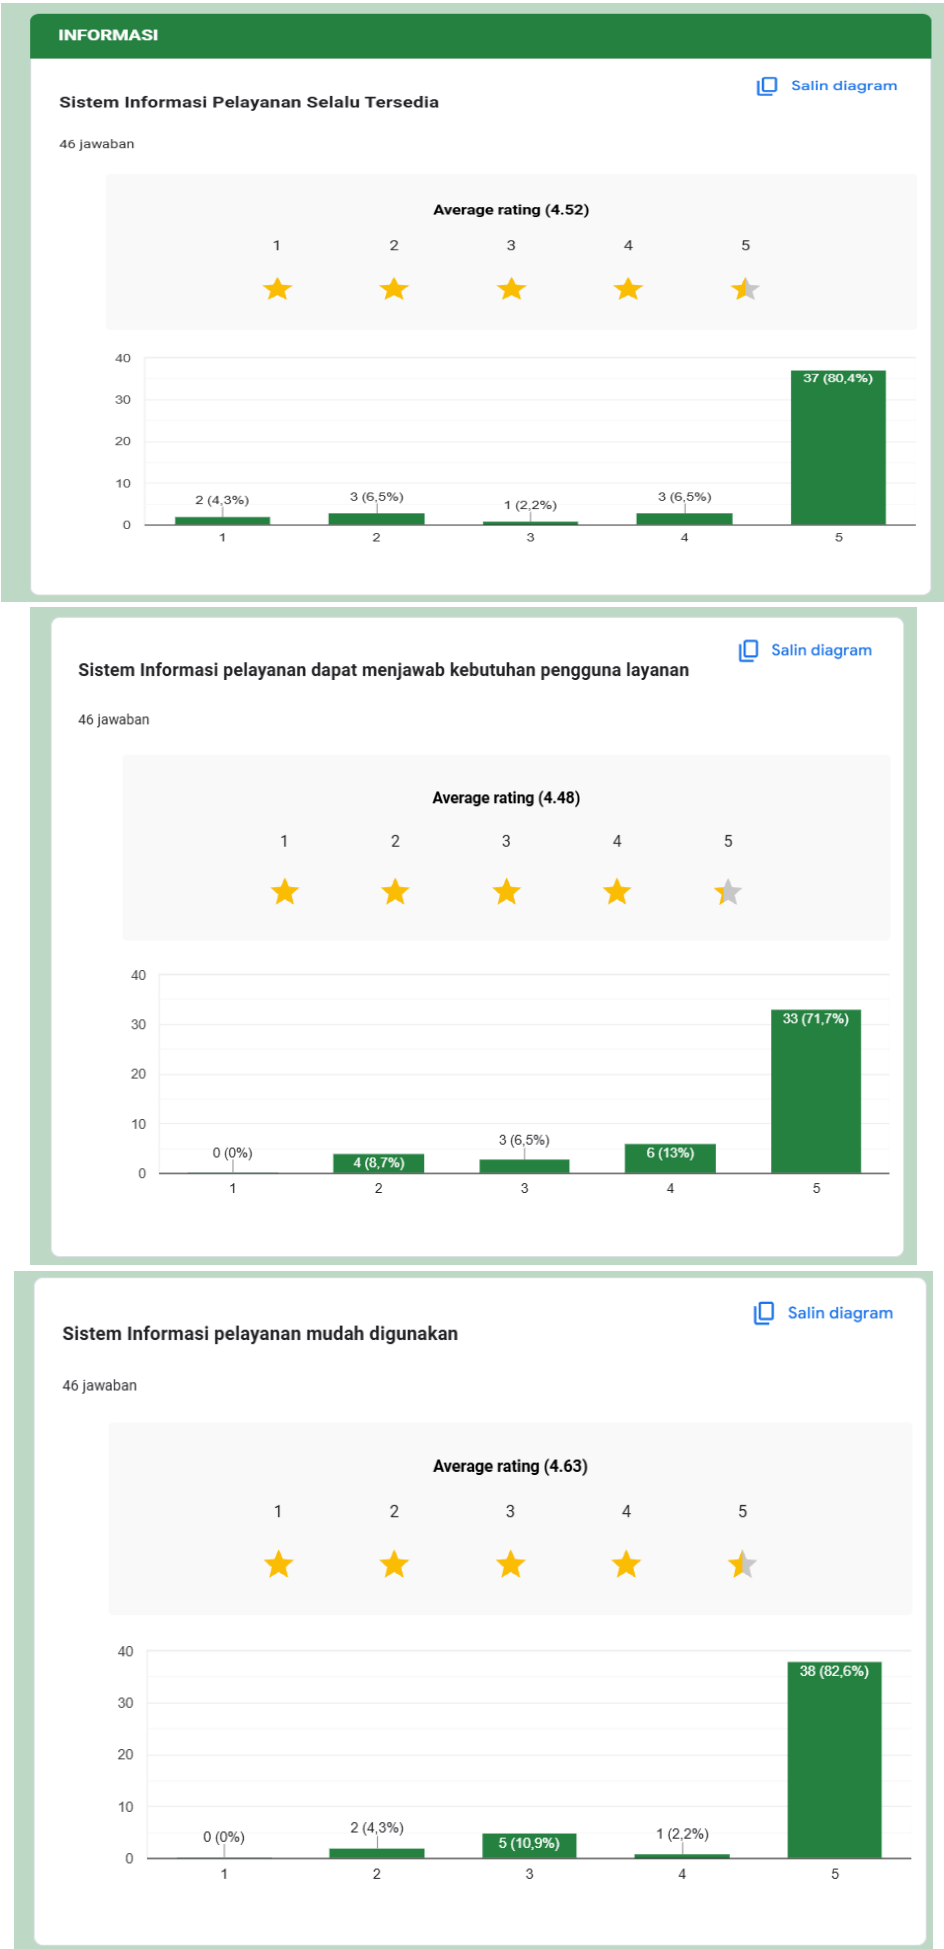 INFORMASI
Salin diagram
Sistem Informasi Pelayanan Selalu Tersedia
46 jawaban
Average rating (4.52)
1 2 3 4 5
40
37 (80,4%)
30
20
10
2 (4,3%) 3 (6,5%) 1 (2,2%) 3 (6,5%)
0
1 2 3 4 5
Salin diagram
Sistem Informasi pelayanan dapat menjawab kebutuhan pengguna layanan
46 jawaban
Average rating (4.48)
1 2 3 4 5
40
30
33 (71,7%)
20
10
0 (0%) 4 (8,7%) 3 (6,5%) 6 (13%)
0
1 2 3 4 5
Salin diagram
Sistem Informasi pelayanan mudah digunakan
46 jawaban
Average rating (4.63)
1 2 3 4 5
40
38 (82,6%)
30
20
10
0 (0%) 2 (4,3%) 5 (10,9%) 1 (2,2%)
0
1 2 3 4 5